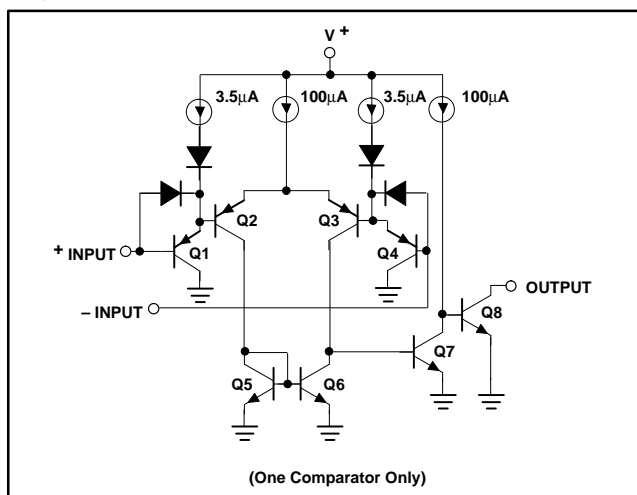 V +
3.5µA 100µA 3.5µA 100µA
Q2 Q3
+ INPUT Q1 Q4
– INPUT OUTPUT
Q8
Q7
Q5 Q6
(One Comparator Only)